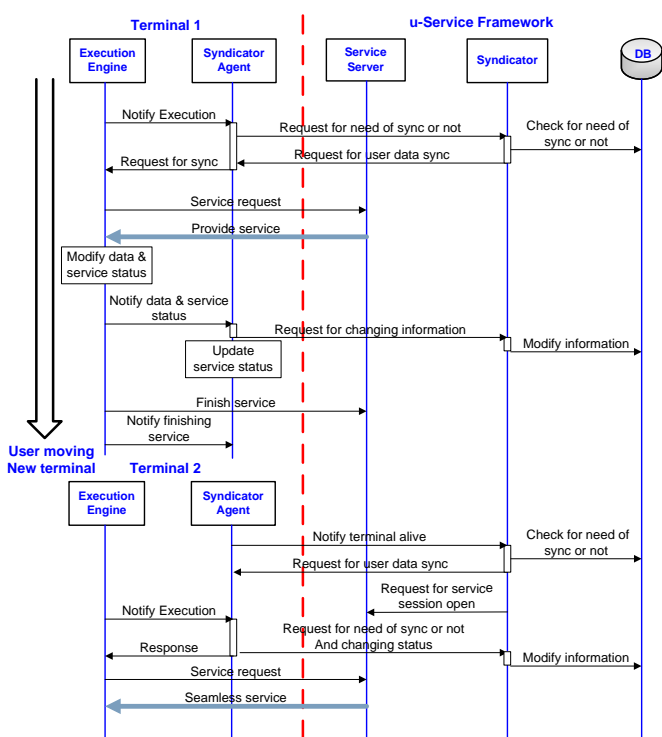 Terminal 1
u-Service Framework
Execution
Engine
Syndicator
Agent
Service
Server
Syndicator
DB
Notify Execution
Request for need of sync or not
Check for need of
sync or not
Request for user data sync
Request for sync
Service request
Provide service
Modify data &
service status
Notify data & service
status
Request for changing information
Modify information
Update
service status
Finish service
Notify finishing
service
User moving
New terminal
Terminal 2
Execution
Engine
Syndicator
Agent
Notify terminal alive
Check for need of
sync or not
Request for user data sync
Request for service
session open
Notify Execution
Request for need of sync or not
And changing status
Response
Modify information
Service request
Seamless service